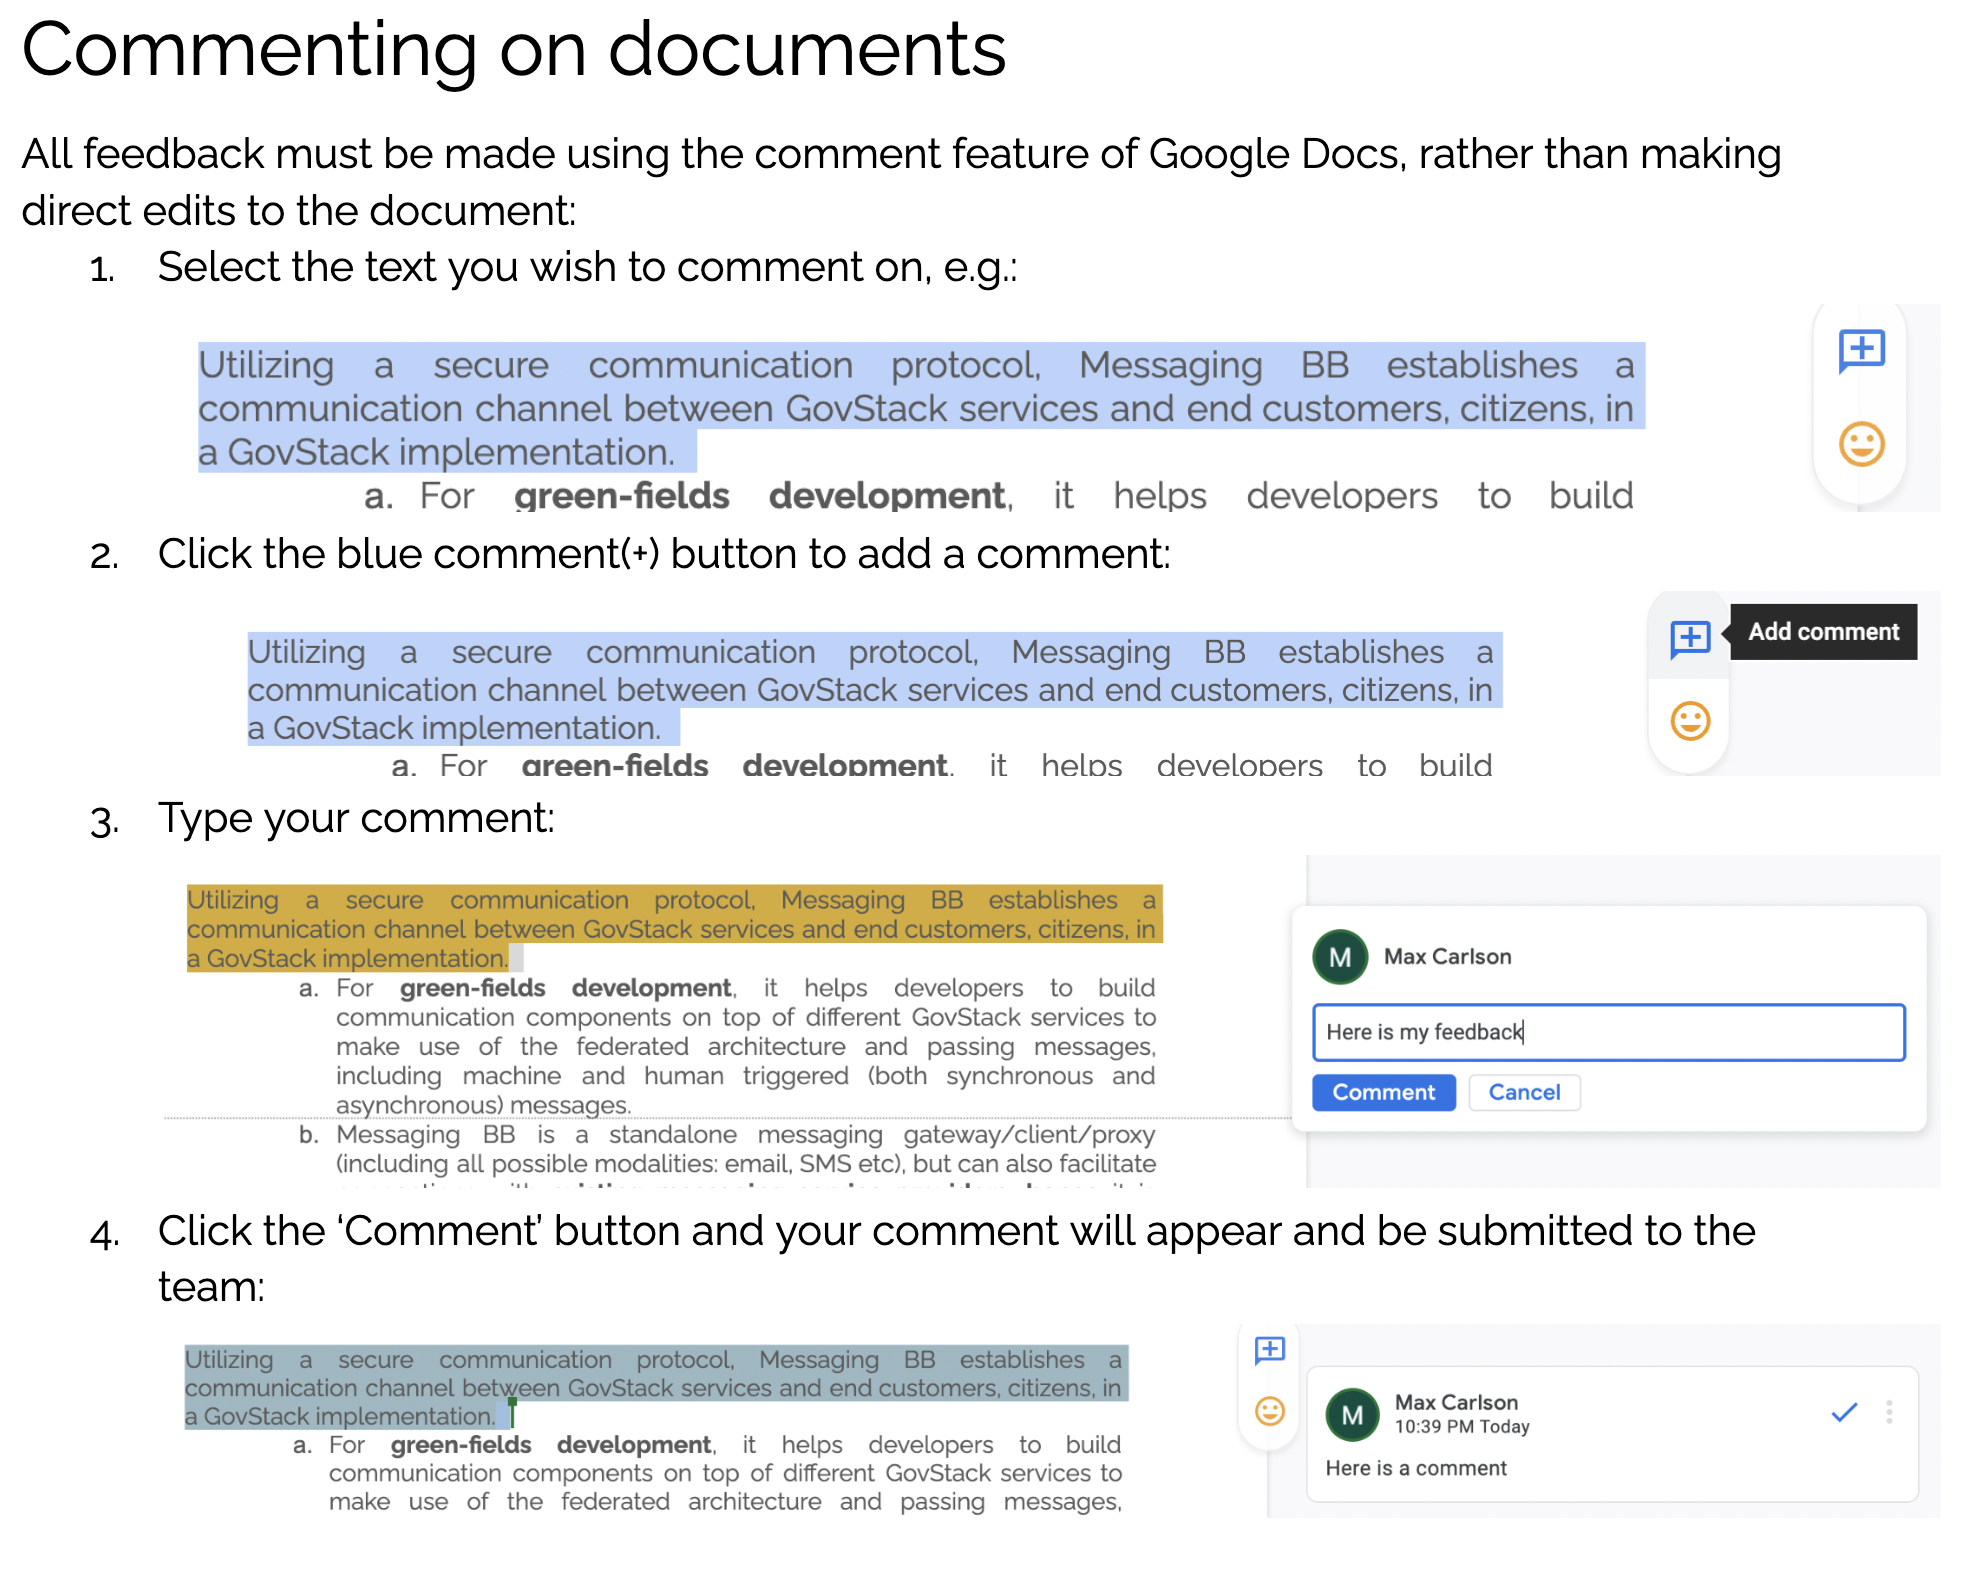 Commenting on documents
All feedback must be made using the comment feature of Google Docs, rather than making
direct edits to the document:
1. Select the text you wish to comment on, e.g.:
Utilizing a secure communication protocol, Messaging BB establishes a
communication channel between GovStack services and end customers, citizens, in
a GovStack implementation.
a. For green-fields development, it helps developers to build
2. Click the blue comment(+) button to add a comment:
Add comment
Utilizing a secure communication protocol, Messaging BB establishes a
communication channel between GovStack services and end customers, citizens, in
a GovStack implementation.
a. For green-fields development, it helps developers to build
3. Type your comment:
Utilizing a secure communication protocol, Messaging BB establishes a
communication channel between GovStack services and end customers, citizens, in
a GovStack implementation.
a. For green-fields development, it helps developers to build
communication components on top of different GovStack services to
make use of the federated architecture and passing messages,
including machine and human triggered (both synchronous and
asynchronous) messages.
b. Messaging BB is a standalone messaging gateway/client/proxy
(including all possible modalities: email, SMS etc), but can also facilitate
M Max Carlson
Here is my feedback
Comment Cancel
4. Click the ‘Comment’ button and your comment will appear and be submitted to the
team:
Utilizing a secure communication protocol, Messaging BB establishes a
communication channel between GovStack services and end customers, citizens, in
a GovStack implementation.
a. For green-fields development, it helps developers to build
communication components on top of different GovStack services to
make use of the federated architecture and passing messages,
M Max Carlson
10:39 PM Today
Here is a comment